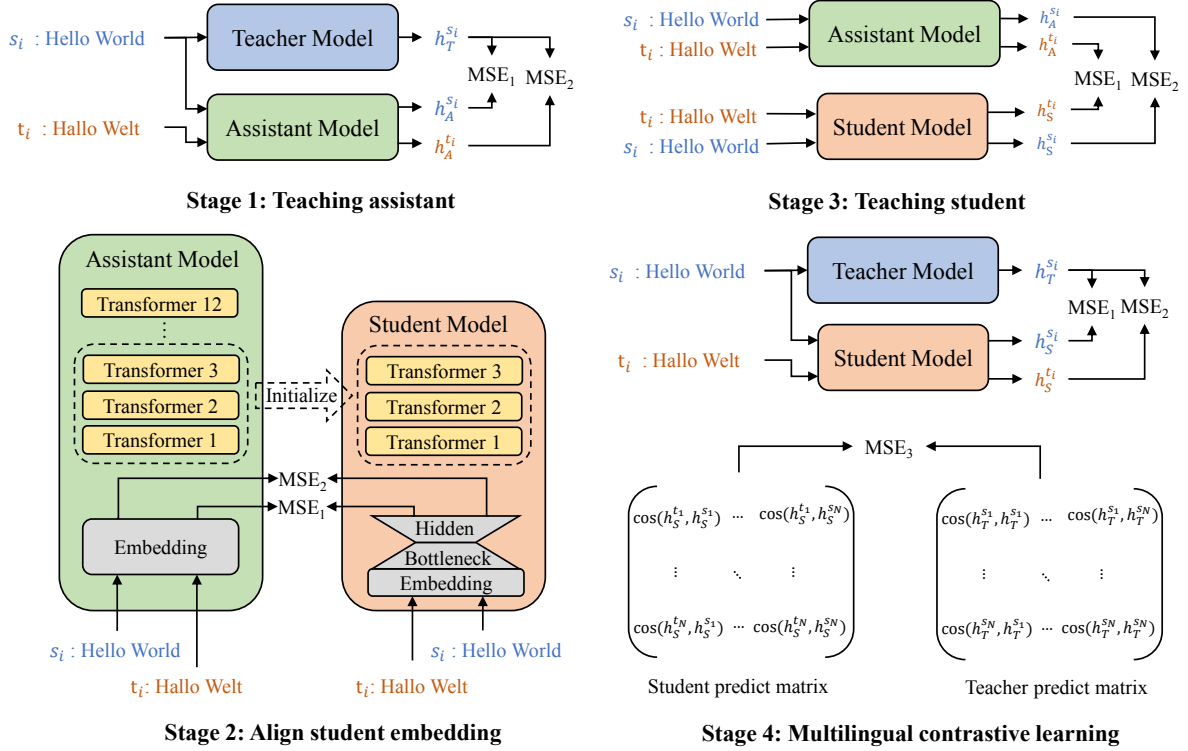 s_i : Hello World
Teacher Model
h_T^{s_i}
MSE_1
MSE_2
t_i : Hallo Welt
Assistant Model
h_A^{s_i}
h_A^{t_i}
Stage 1: Teaching assistant
s_i : Hello World
t_i : Hallo Welt
Assistant Model
h_A^{s_i}
h_A^{t_i}
MSE_1
MSE_2
t_i : Hallo Welt
s_i : Hello World
Student Model
h_S^{t_i}
h_S^{s_i}
Stage 3: Teaching student
Assistant Model
Transformer 12
⋮
Transformer 3
Transformer 2
Transformer 1
Initialize
Student Model
Transformer 3
Transformer 2
Transformer 1
MSE_2
MSE_1
Embedding
Hidden
Bottleneck
Embedding
s_i : Hello World
t_i: Hallo Welt
s_i : Hello World
t_i: Hallo Welt
Stage 2: Align student embedding
s_i : Hello World
Teacher Model
h_T^{s_i}
MSE_1
MSE_2
t_i : Hallo Welt
Student Model
h_S^{s_i}
h_S^{t_i}
MSE_3
cos(h_S^{t_1}, h_S^{s_1}) ⋯ cos(h_S^{t_1}, h_S^{s_N})
⋮ ⋱ ⋮
cos(h_S^{t_N}, h_S^{s_1}) ⋯ cos(h_S^{t_N}, h_S^{s_N})
Student predict matrix
cos(h_T^{s_1}, h_T^{s_1}) ⋯ cos(h_T^{s_1}, h_T^{s_N})
⋮ ⋱ ⋮
cos(h_T^{s_N}, h_T^{s_1}) ⋯ cos(h_T^{s_N}, h_T^{s_N})
Teacher predict matrix
Stage 4: Multilingual contrastive learning